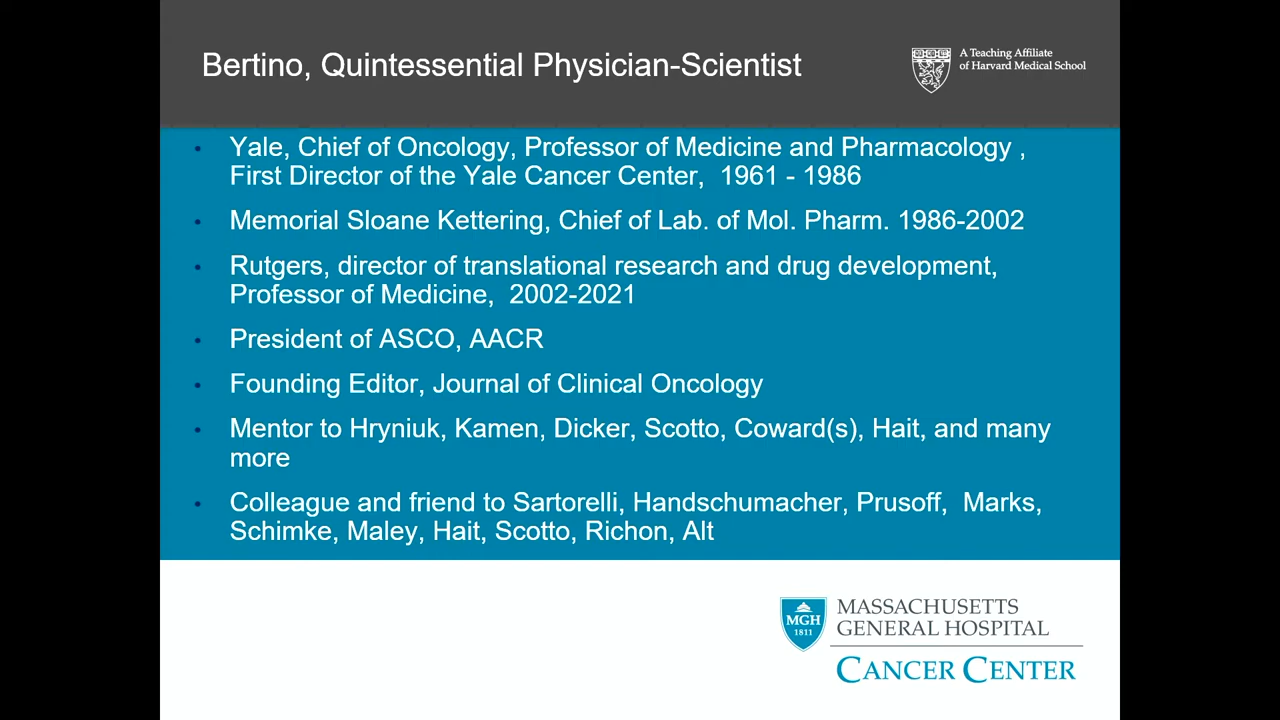 Bertino, Quintessential Physician-Scientist
A Teaching Affiliate
of Harvard Medical School
• Yale, Chief of Oncology, Professor of Medicine and Pharmacology ,
First Director of the Yale Cancer Center,  1961 - 1986
• Memorial Sloane Kettering, Chief of Lab. of Mol. Pharm. 1986-2002
• Rutgers, director of translational research and drug development,
Professor of Medicine,  2002-2021
• President of ASCO, AACR
• Founding Editor, Journal of Clinical Oncology
• Mentor to Hryniuk, Kamen, Dicker, Scotto, Coward(s), Hait, and many
more
• Colleague and friend to Sartorelli, Handschumacher, Prusoff,  Marks,
Schimke, Maley, Hait, Scotto, Richon, Alt
MGH
1811
MASSACHUSETTS
GENERAL HOSPITAL
CANCER CENTER